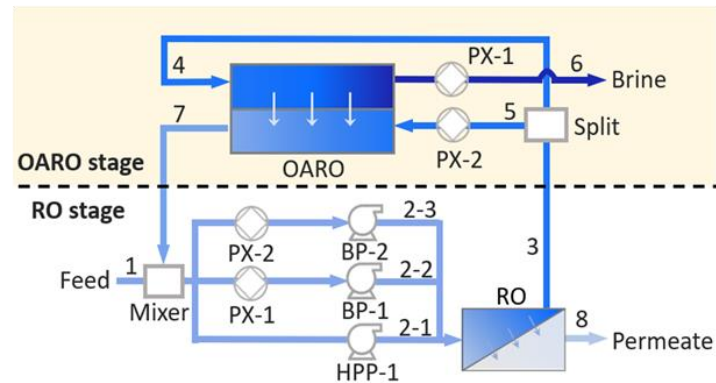 PX-1
4
6
Brine
7
5
Split
OARO
PX-2
OARO stage
RO stage
2-3
3
PX-2
BP-2
2-2
RO
Feed
1
8
Mixer
PX-1
BP-1
2-1
Permeate
HPP-1